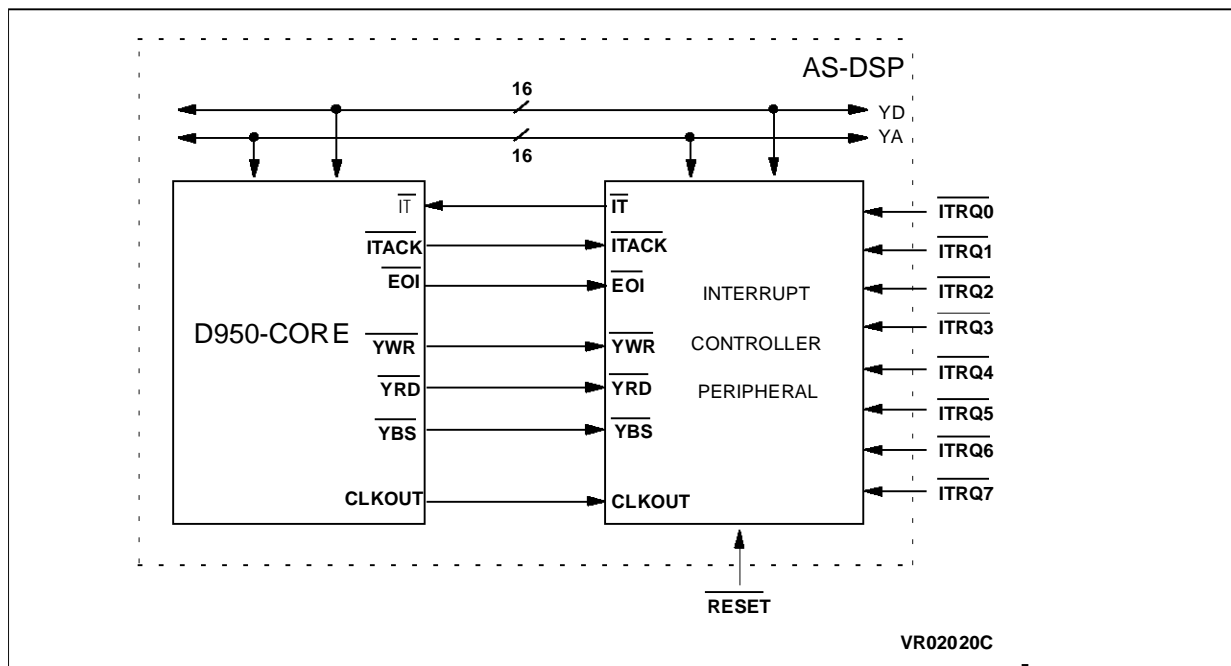 AS-DSP
16
YD
YA
16
IT
IT
ITRQ0
ITACK
ITACK
ITRQ1
EOI
EOI
INTERRUPT
ITRQ2
D950-CORE
YWR
YWR
CONTROLLER
ITRQ3
YRD
YRD
PERIPHERAL
ITRQ4
YBS
YBS
ITRQ5
ITRQ6
CLKOUT
CLKOUT
ITRQ7
RESET
VR02020C